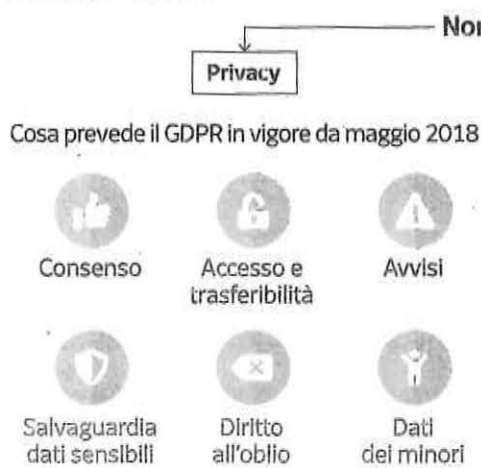 Privacy
Cosa prevede il GDPR in vigore da maggio 2018
Consenso
Accesso e
trasferibilità
Avvisi
Salvaguardia
dati sensibili
Diritto
all'oblio
Dati
dei minori